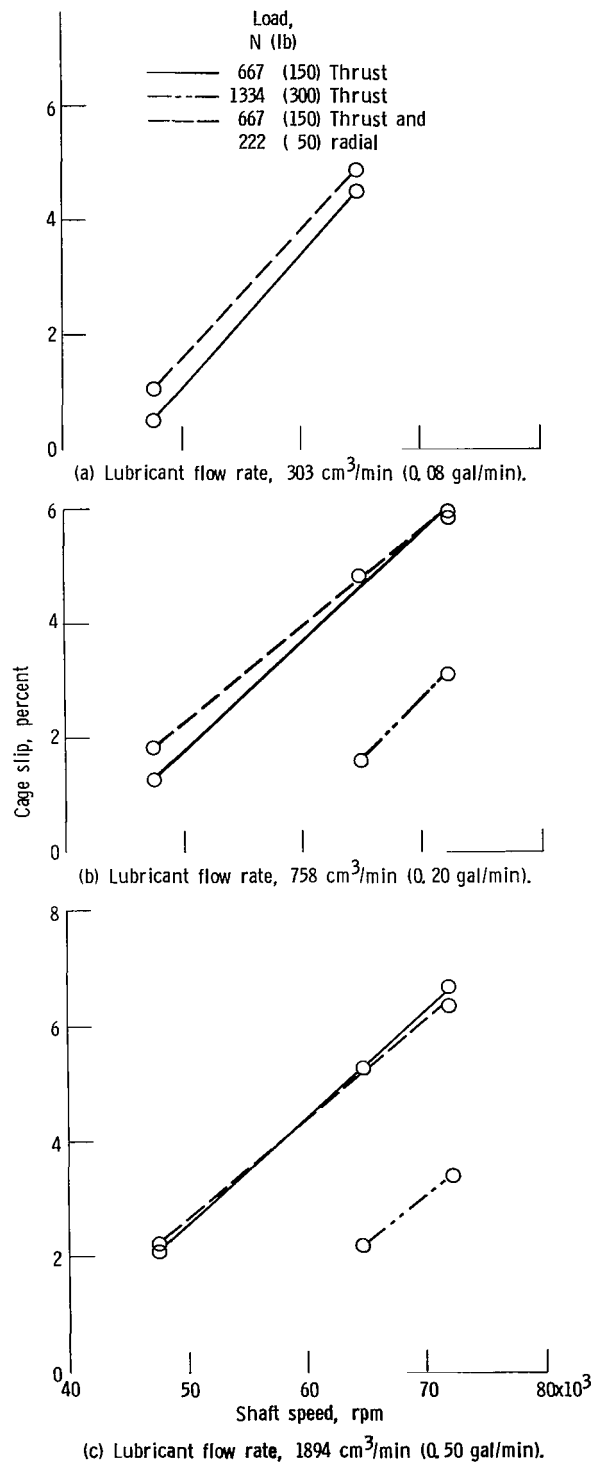 Load,
N (lb)
667 (150) Thrust
1334 (300) Thrust
667 (150) Thrust and
222 ( 50) radial
6
4
2
0
(a) Lubricant flow rate, 303 cm³/min (0.08 gal/min).
6
4
2
0
Cage slip, percent
(b) Lubricant flow rate, 758 cm³/min (0.20 gal/min).
8
6
4
2
0
40 50 60 70 80x10³
Shaft speed, rpm
(c) Lubricant flow rate, 1894 cm³/min (0.50 gal/min).